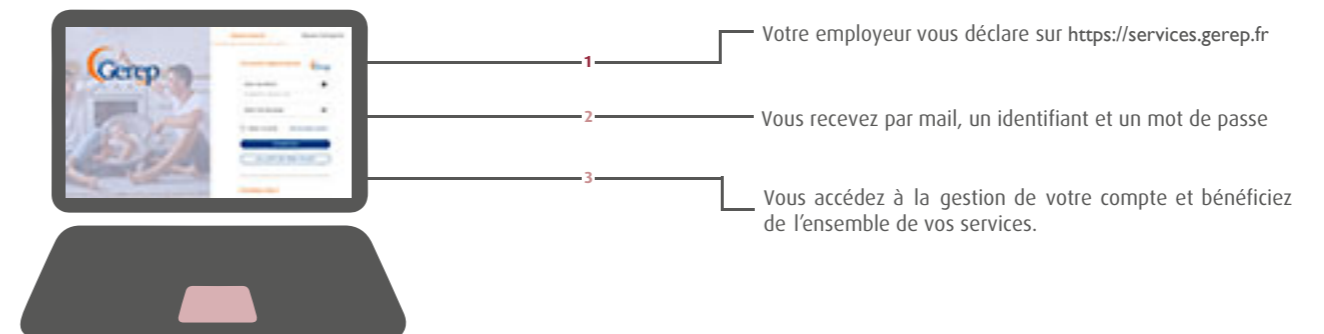 Gerep
1
Votre employeur vous déclare sur https://services.gerep.fr
2
Vous recevez par mail, un identifiant et un mot de passe
3
Vous accédez à la gestion de votre compte et bénéficiez
de l'ensemble de vos services.